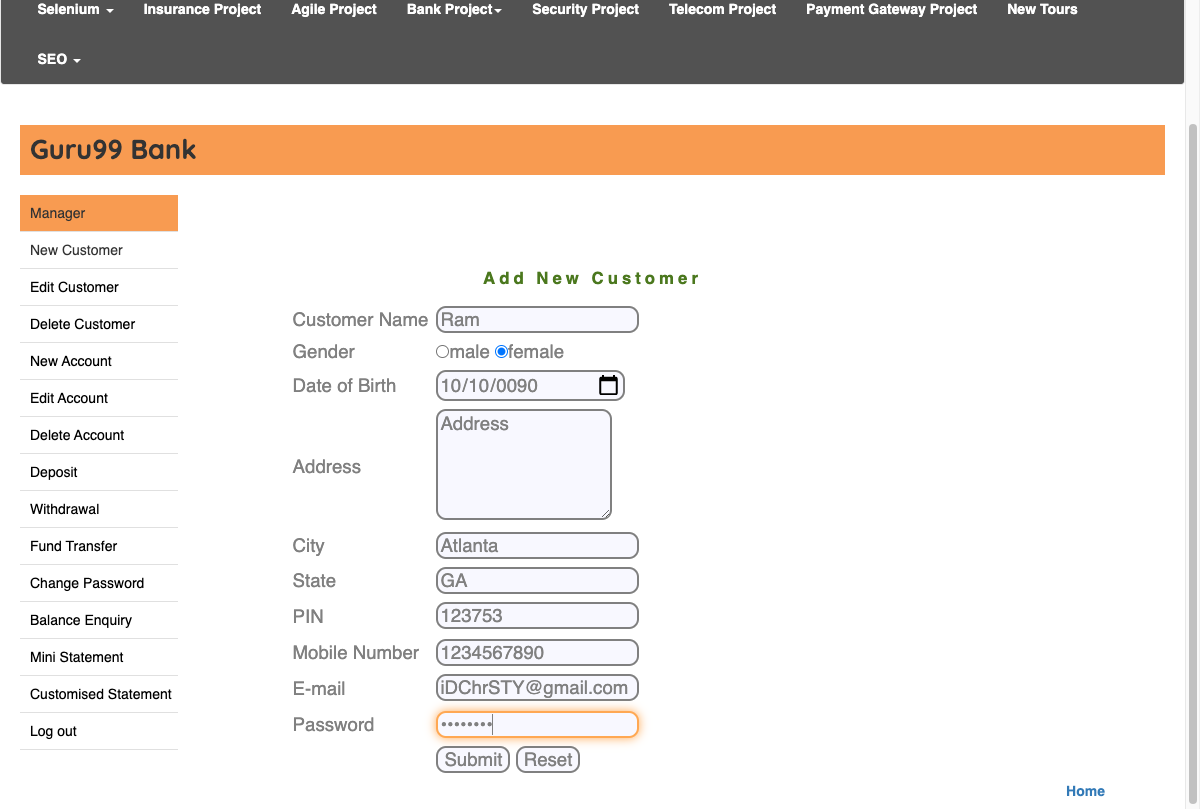 Selenium Insurance Project Agile Project Bank Project Security Project Telecom Project Payment Gateway Project New Tours
SEO
Guru99 Bank
Manager
New Customer
Edit Customer
Delete Customer
New Account
Edit Account
Delete Account
Deposit
Withdrawal
Fund Transfer
Change Password
Balance Enquiry
Mini Statement
Customised Statement
Log out
Add New Customer
Customer Name Ram
Gender male female
Date of Birth 10/10/0090
Address Address
City Atlanta
State GA
PIN 123753
Mobile Number 1234567890
E-mail iDChrSTY@gmail.com
Password ••••••••
Submit Reset
Home